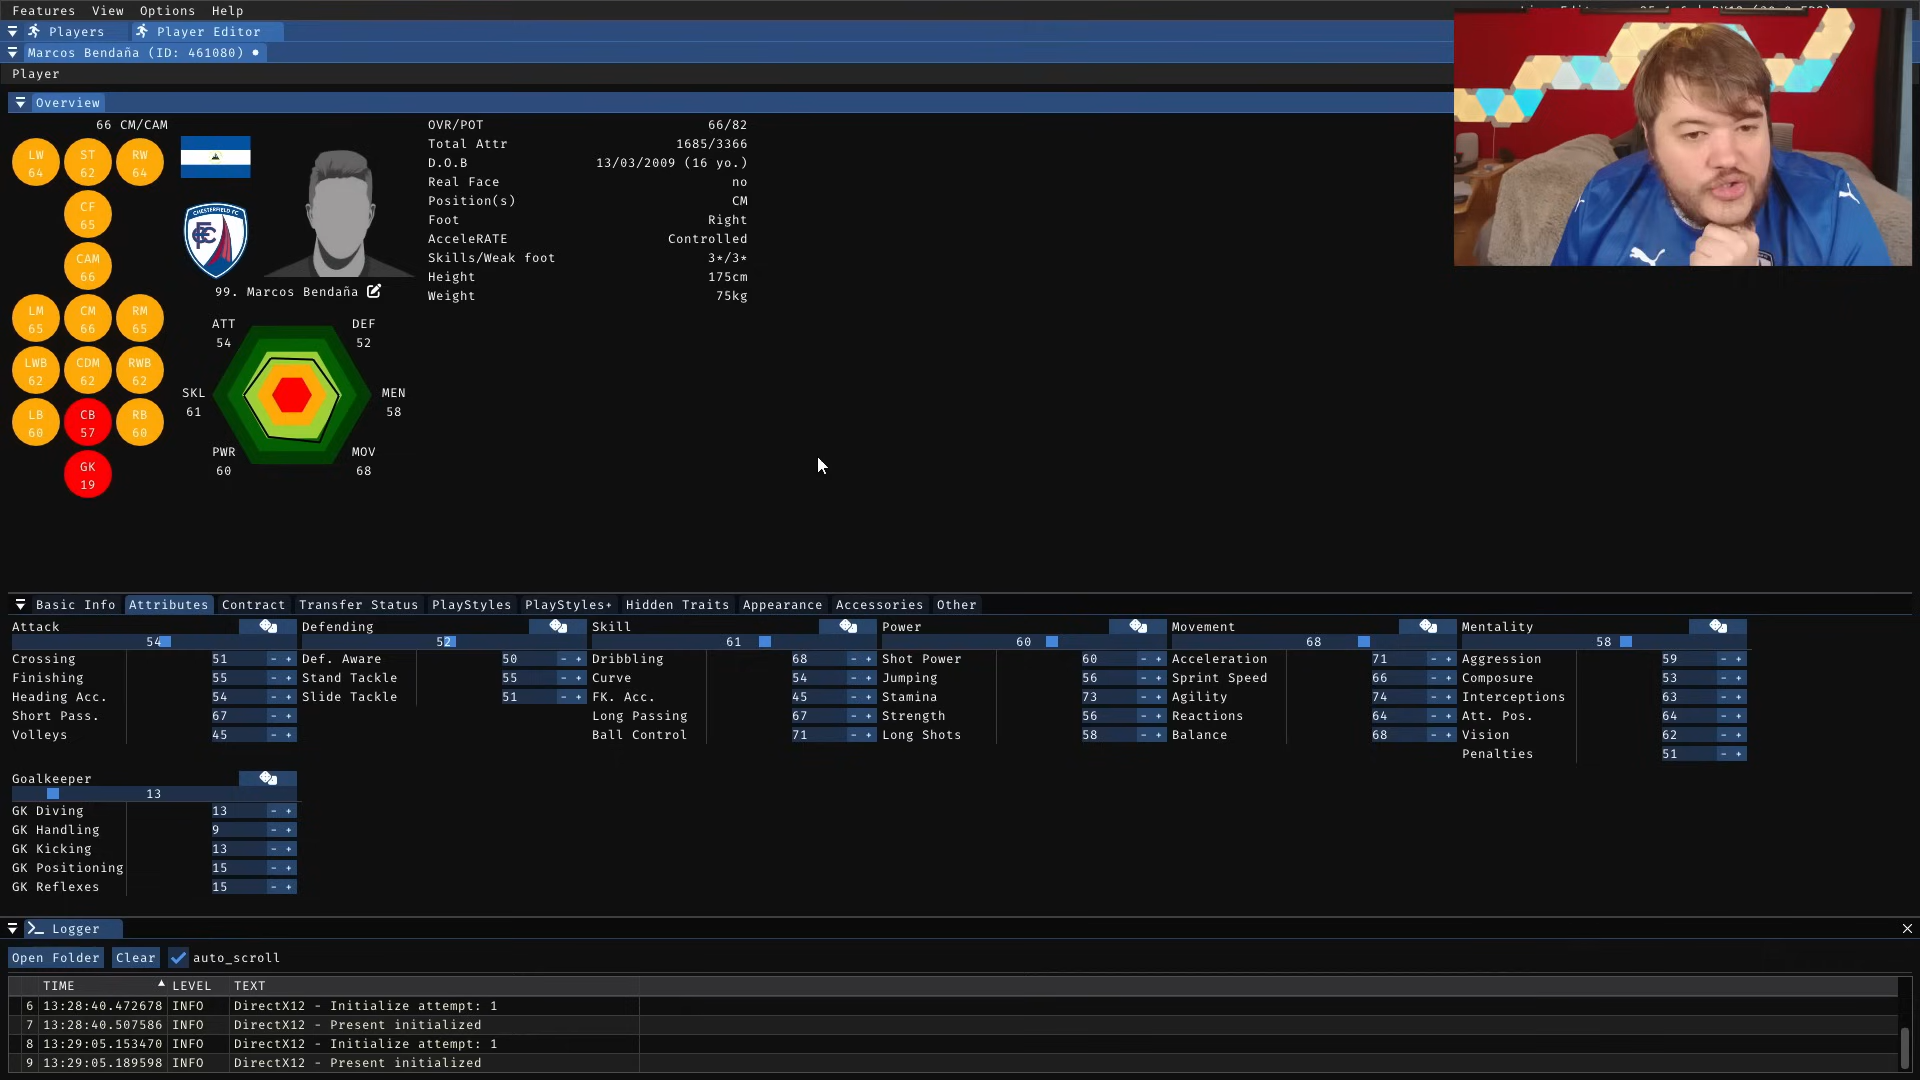 Features View Options Help
Players Player Editor
Marcos Bendaña (ID: 461080)
Player
Overview
66 CM/CAM
LW 64 ST 62 RW 64
CF 65
CAM 66
LM 65 CM 66 RM 65
LWB 62 CDM 62 RWB 62
LB 60 CB 57 RB 60
GK 19
CHESTERFIELD FC
99. Marcos Bendaña
ATT 54 DEF 52
SKL 61 MEN 58
PWR 60 MOV 68
OVR/POT 66/82
Total Attr 1685/3366
D.O.B 13/03/2009 (16 yo.)
Real Face no
Position(s) CM
Foot Right
AcceleRATE Controlled
Skills/Weak foot 3*/3*
Height 175cm
Weight 75kg
Basic Info Attributes Contract Transfer Status PlayStyles PlayStyles+ Hidden Traits Appearance Accessories Other
Attack
54
Crossing 51 - +
Finishing 55 - +
Heading Acc. 54 - +
Short Pass. 67 - +
Volleys 45 - +
Defending
52
Def. Aware 50 - +
Stand Tackle 55 - +
Slide Tackle 51 - +
Skill
61
Dribbling 68 - +
Curve 54 - +
FK. Acc. 45 - +
Long Passing 67 - +
Ball Control 71 - +
Power
60
Shot Power 60 - +
Jumping 56 - +
Stamina 73 - +
Strength 56 - +
Long Shots 58 - +
Movement
68
Acceleration 71 - +
Sprint Speed 66 - +
Agility 74 - +
Reactions 64 - +
Balance 68 - +
Mentality
58
Aggression 59 - +
Composure 53 - +
Interceptions 63 - +
Att. Pos. 64 - +
Vision 62 - +
Penalties 51 - +
Goalkeeper
13
GK Diving 13 - +
GK Handling 9 - +
GK Kicking 13 - +
GK Positioning 15 - +
GK Reflexes 15 - +
Logger
Open Folder Clear auto_scroll
TIME LEVEL TEXT
6 13:28:40.472678 INFO DirectX12 - Initialize attempt: 1
7 13:28:40.507586 INFO DirectX12 - Present initialized
8 13:29:05.153470 INFO DirectX12 - Initialize attempt: 1
9 13:29:05.189598 INFO DirectX12 - Present initialized